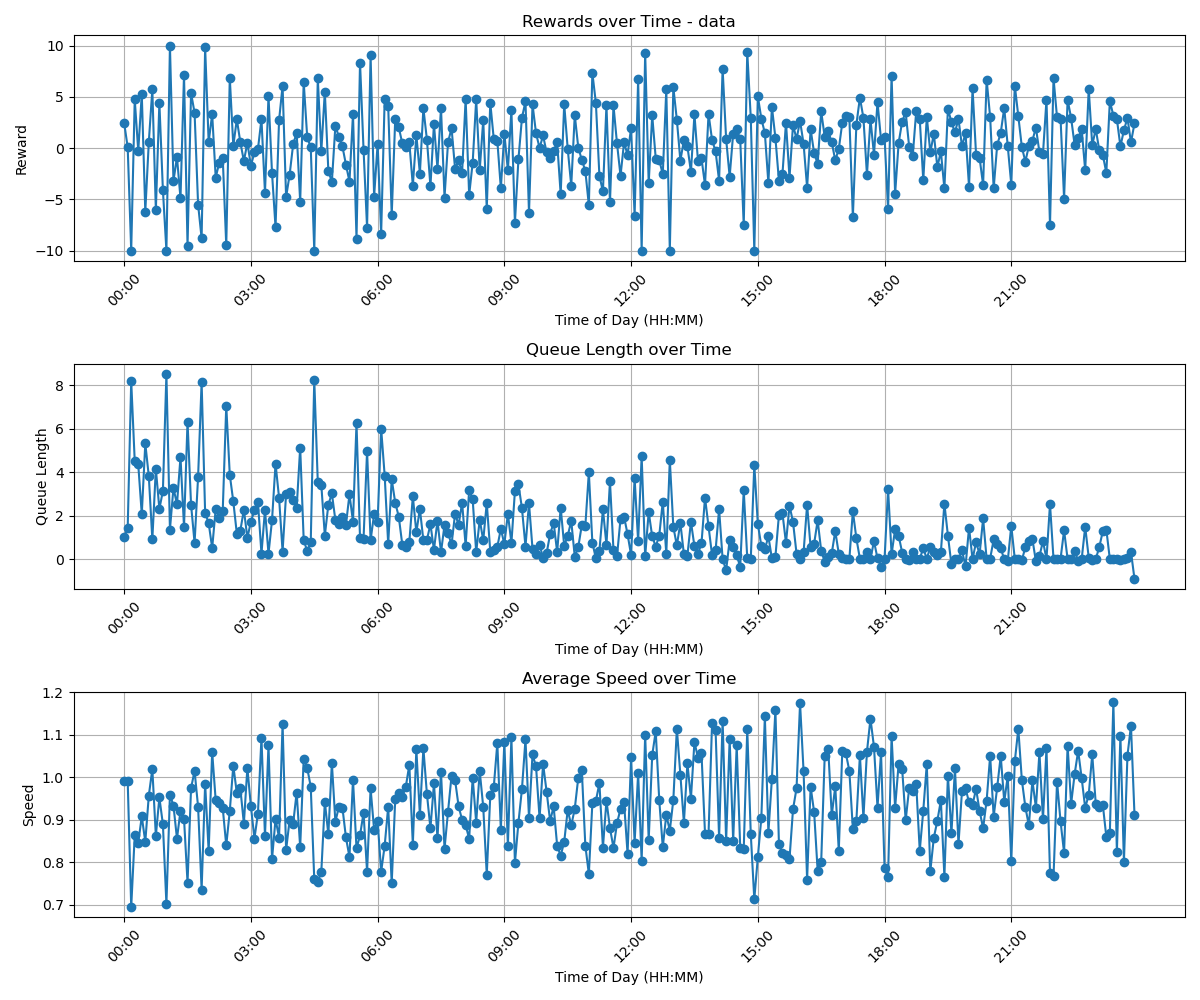 Rewards over Time - data
Reward
10
5
0
−5
−10
00:00 03:00 06:00 09:00 12:00 15:00 18:00 21:00
Time of Day (HH:MM)
Queue Length over Time
Queue Length
8
6
4
2
0
00:00 03:00 06:00 09:00 12:00 15:00 18:00 21:00
Time of Day (HH:MM)
Average Speed over Time
Speed
1.2
1.1
1.0
0.9
0.8
0.7
00:00 03:00 06:00 09:00 12:00 15:00 18:00 21:00
Time of Day (HH:MM)